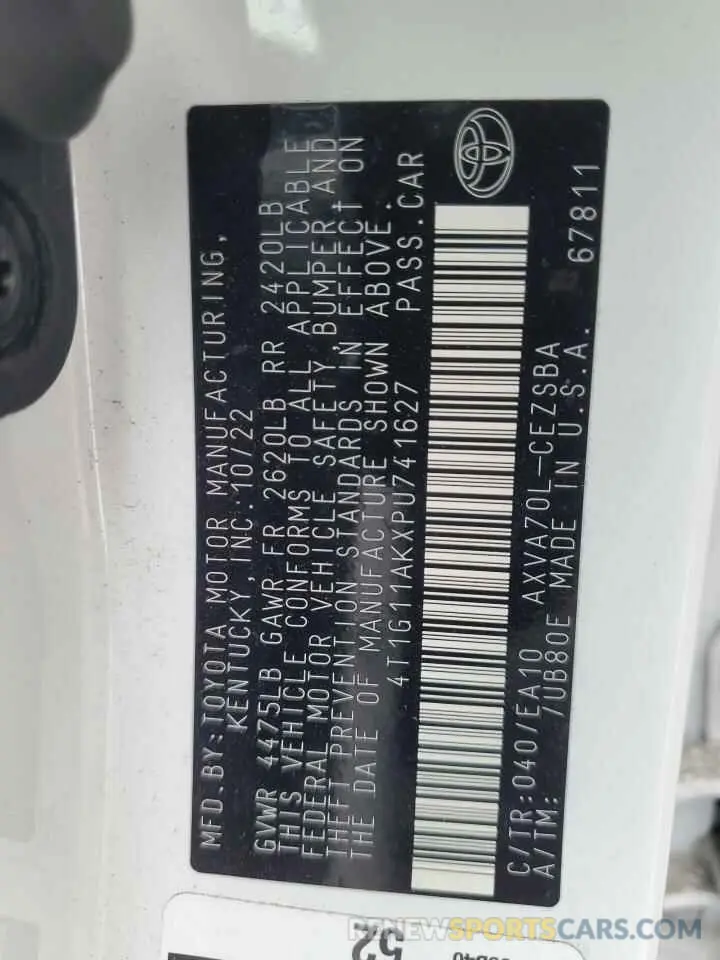 MFD. BY: TOYOTA MOTOR MANUFACTURING,
KENTUCKY, INC. 10/22
GVWR 4475LB GAWR FR 2620LB RR 2420LB
THIS VEHICLE CONFORMS TO ALL APPLICABLE
FEDERAL MOTOR VEHICLE SAFETY, BUMPER AND
THEFT PREVENTION STANDARDS IN EFFECT ON
THE DATE OF MANUFACTURE SHOWN ABOVE.
4T1G11AKXPU741627 PASS. CAR
C/TR: 040/EA10 AXVA70L-CEZSBA
A/TM: 7UB80E MADE IN U.S.A. 67811
52
RENEWSPORTSCARS.COM